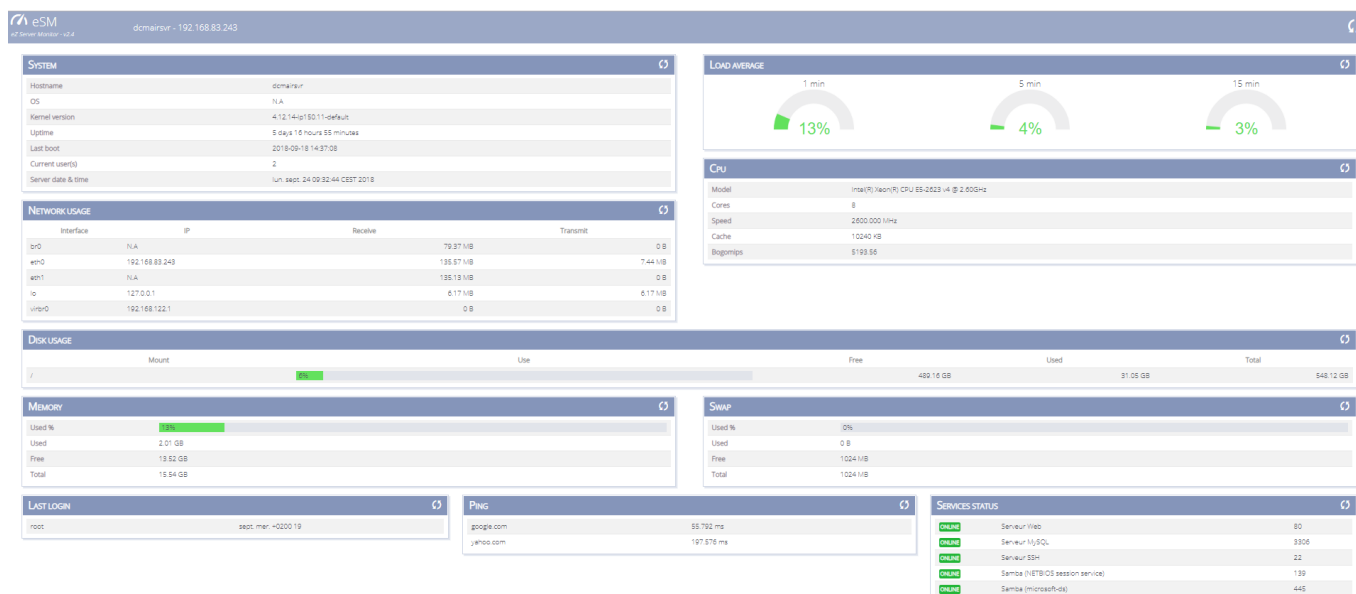 eSM
eZ Server Monitor - v2.4
dcmairsvr - 192.168.83.243
SYSTEM
Hostname dcmairsvr
OS N.A
Kernel version 4.12.14-lp150.11-default
Uptime 5 days 16 hours 55 minutes
Last boot 2018-09-18 14:37:08
Current user(s) 2
Server date & time lun. sept. 24 09:32:44 CEST 2018
LOAD AVERAGE
1 min 5 min 15 min
13% 4% 3%
CPU
Model Intel(R) Xeon(R) CPU E5-2623 v4 @ 2.60GHz
Cores 8
Speed 2600.000 MHz
Cache 10240 KB
Bogomips 5193.56
NETWORK USAGE
Interface IP Receive Transmit
br0 N.A 79.37 MB 0 B
eth0 192.168.83.243 135.57 MB 7.44 MB
eth1 N.A 135.13 MB 0 B
lo 127.0.0.1 6.17 MB 6.17 MB
virbr0 192.168.122.1 0 B 0 B
DISK USAGE
Mount Use Free Used Total
/ 6% 489.16 GB 31.05 GB 548.12 GB
MEMORY
Used % 13%
Used 2.01 GB
Free 13.52 GB
Total 15.54 GB
SWAP
Used % 0%
Used 0 B
Free 1024 MB
Total 1024 MB
LAST LOGIN
root sept. mer. +0200 19
PING
google.com 55.792 ms
yahoo.com 197.576 ms
SERVICES STATUS
ONLINE Serveur Web 80
ONLINE Serveur MySQL 3306
ONLINE Serveur SSH 22
ONLINE Samba (NETBIOS session service) 139
ONLINE Samba (microsoft-ds) 445